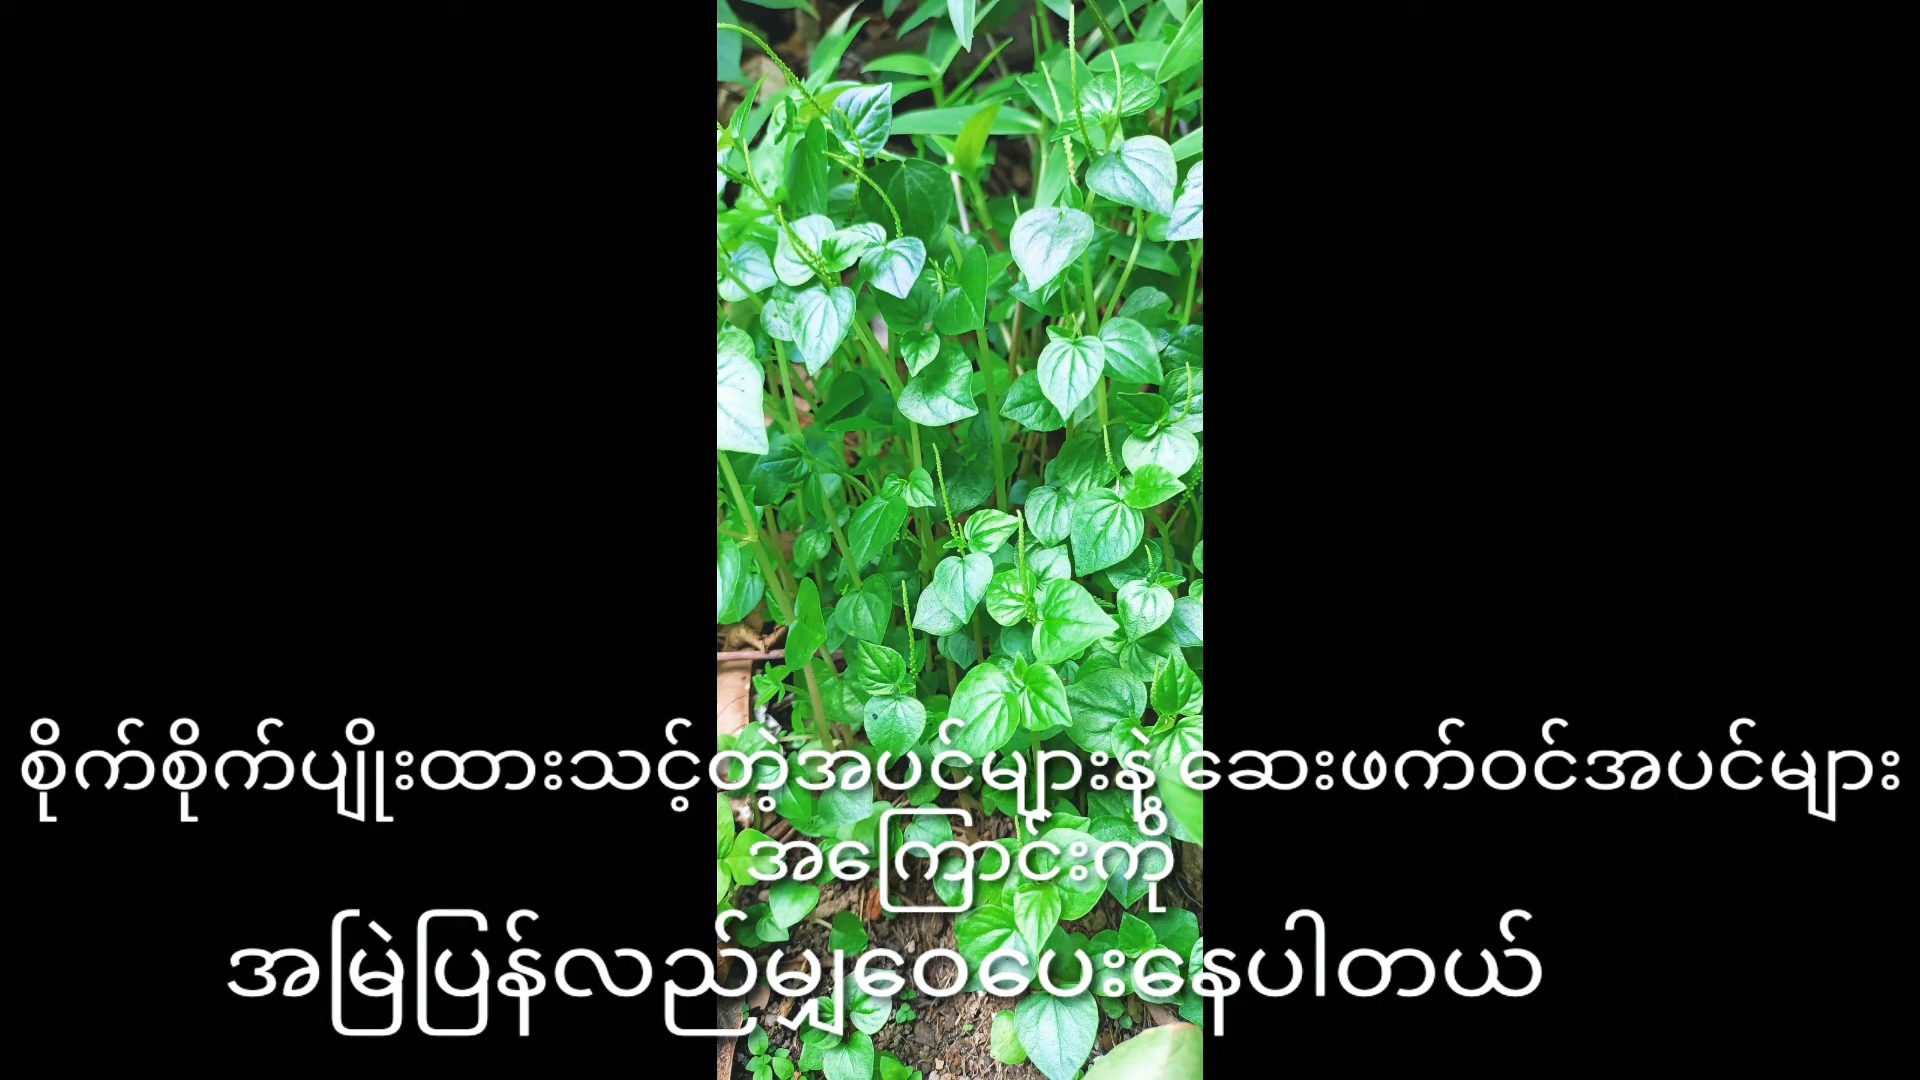 စိုက်စိုက်ပျိုးထားသင့်တဲ့အပင်များနဲ့ ဆေးဖက်ဝင်အပင်များ
အကြောင်းကို
အမြဲပြန်လည်မျှဝေပေးနေပါတယ်